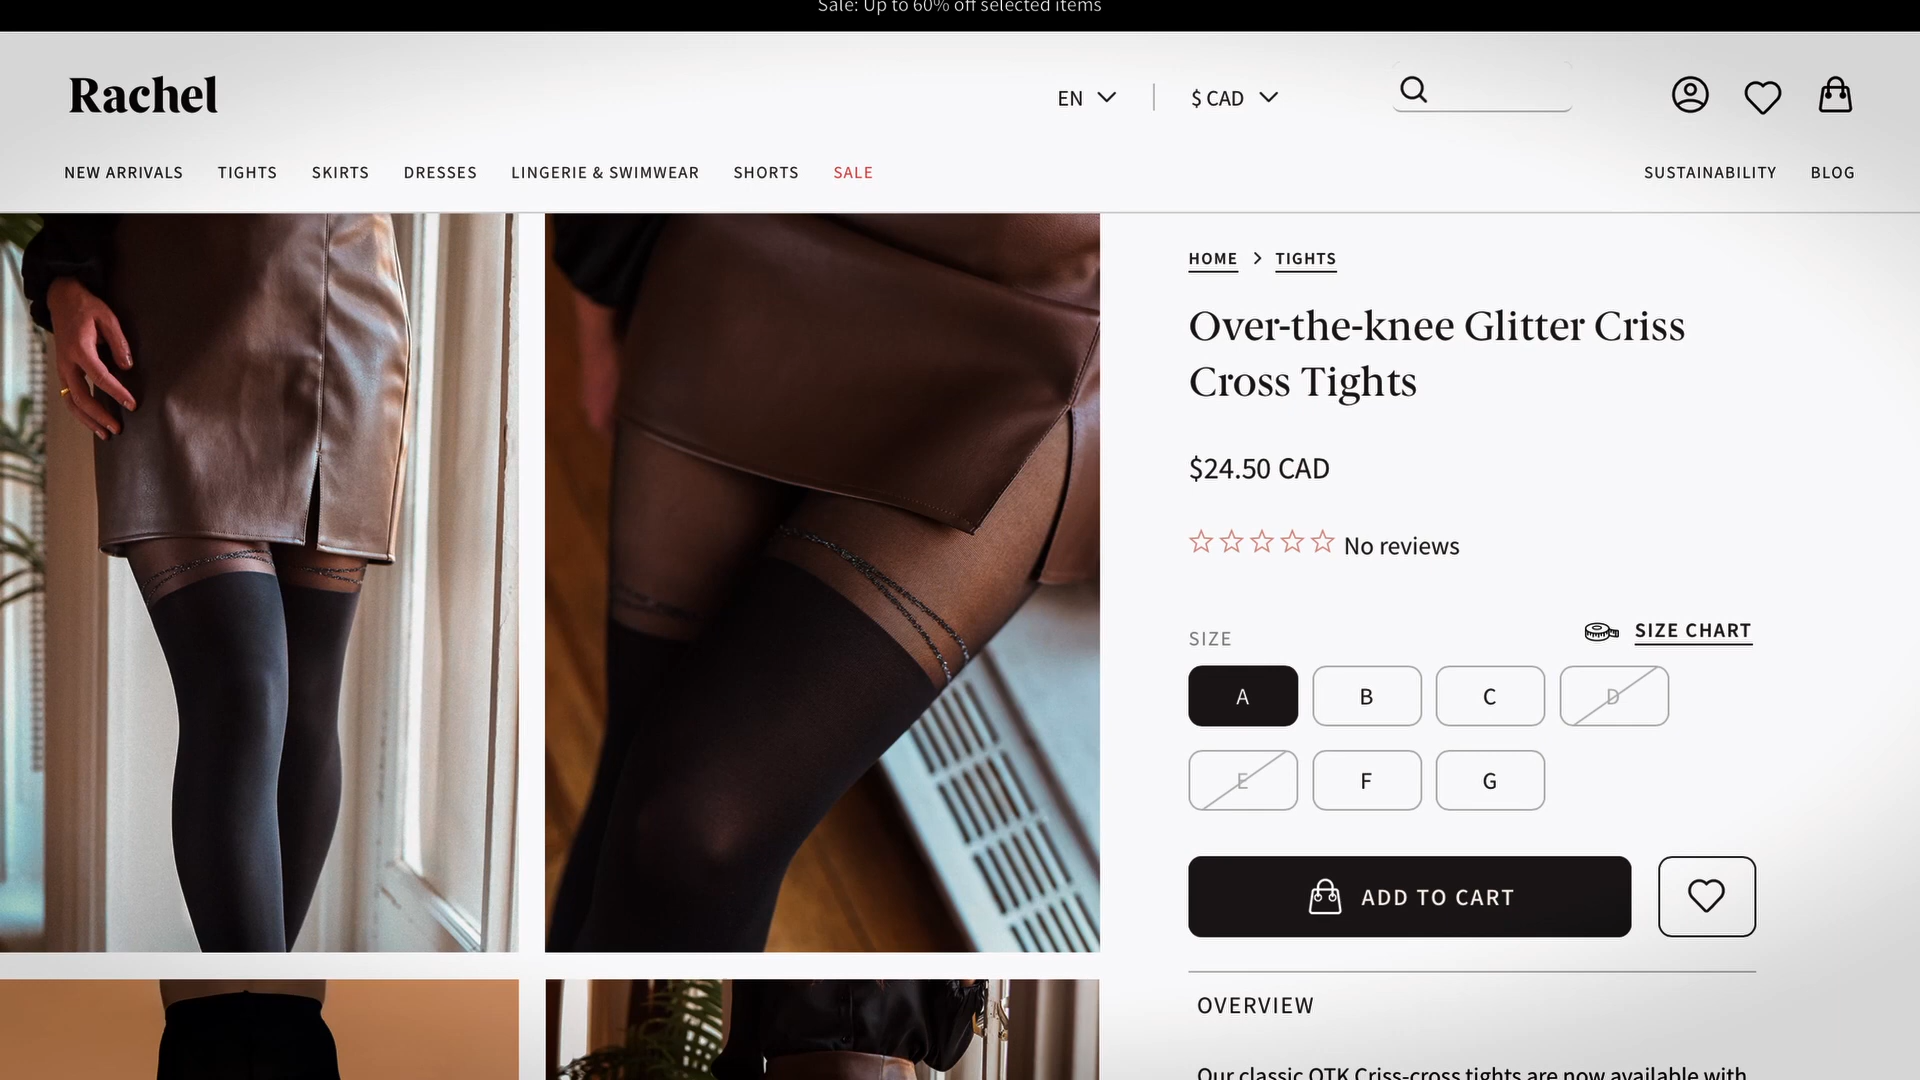 Sale: Up to 60% off selected items
Rachel
EN
$ CAD
NEW ARRIVALS
TIGHTS
SKIRTS
DRESSES
LINGERIE & SWIMWEAR
SHORTS
SALE
SUSTAINABILITY
BLOG
HOME > TIGHTS
Over-the-knee Glitter Criss
Cross Tights
$24.50 CAD
No reviews
SIZE
SIZE CHART
A
B
C
D
E
F
G
ADD TO CART
OVERVIEW
Our classic OTK Criss-cross tights are now available with